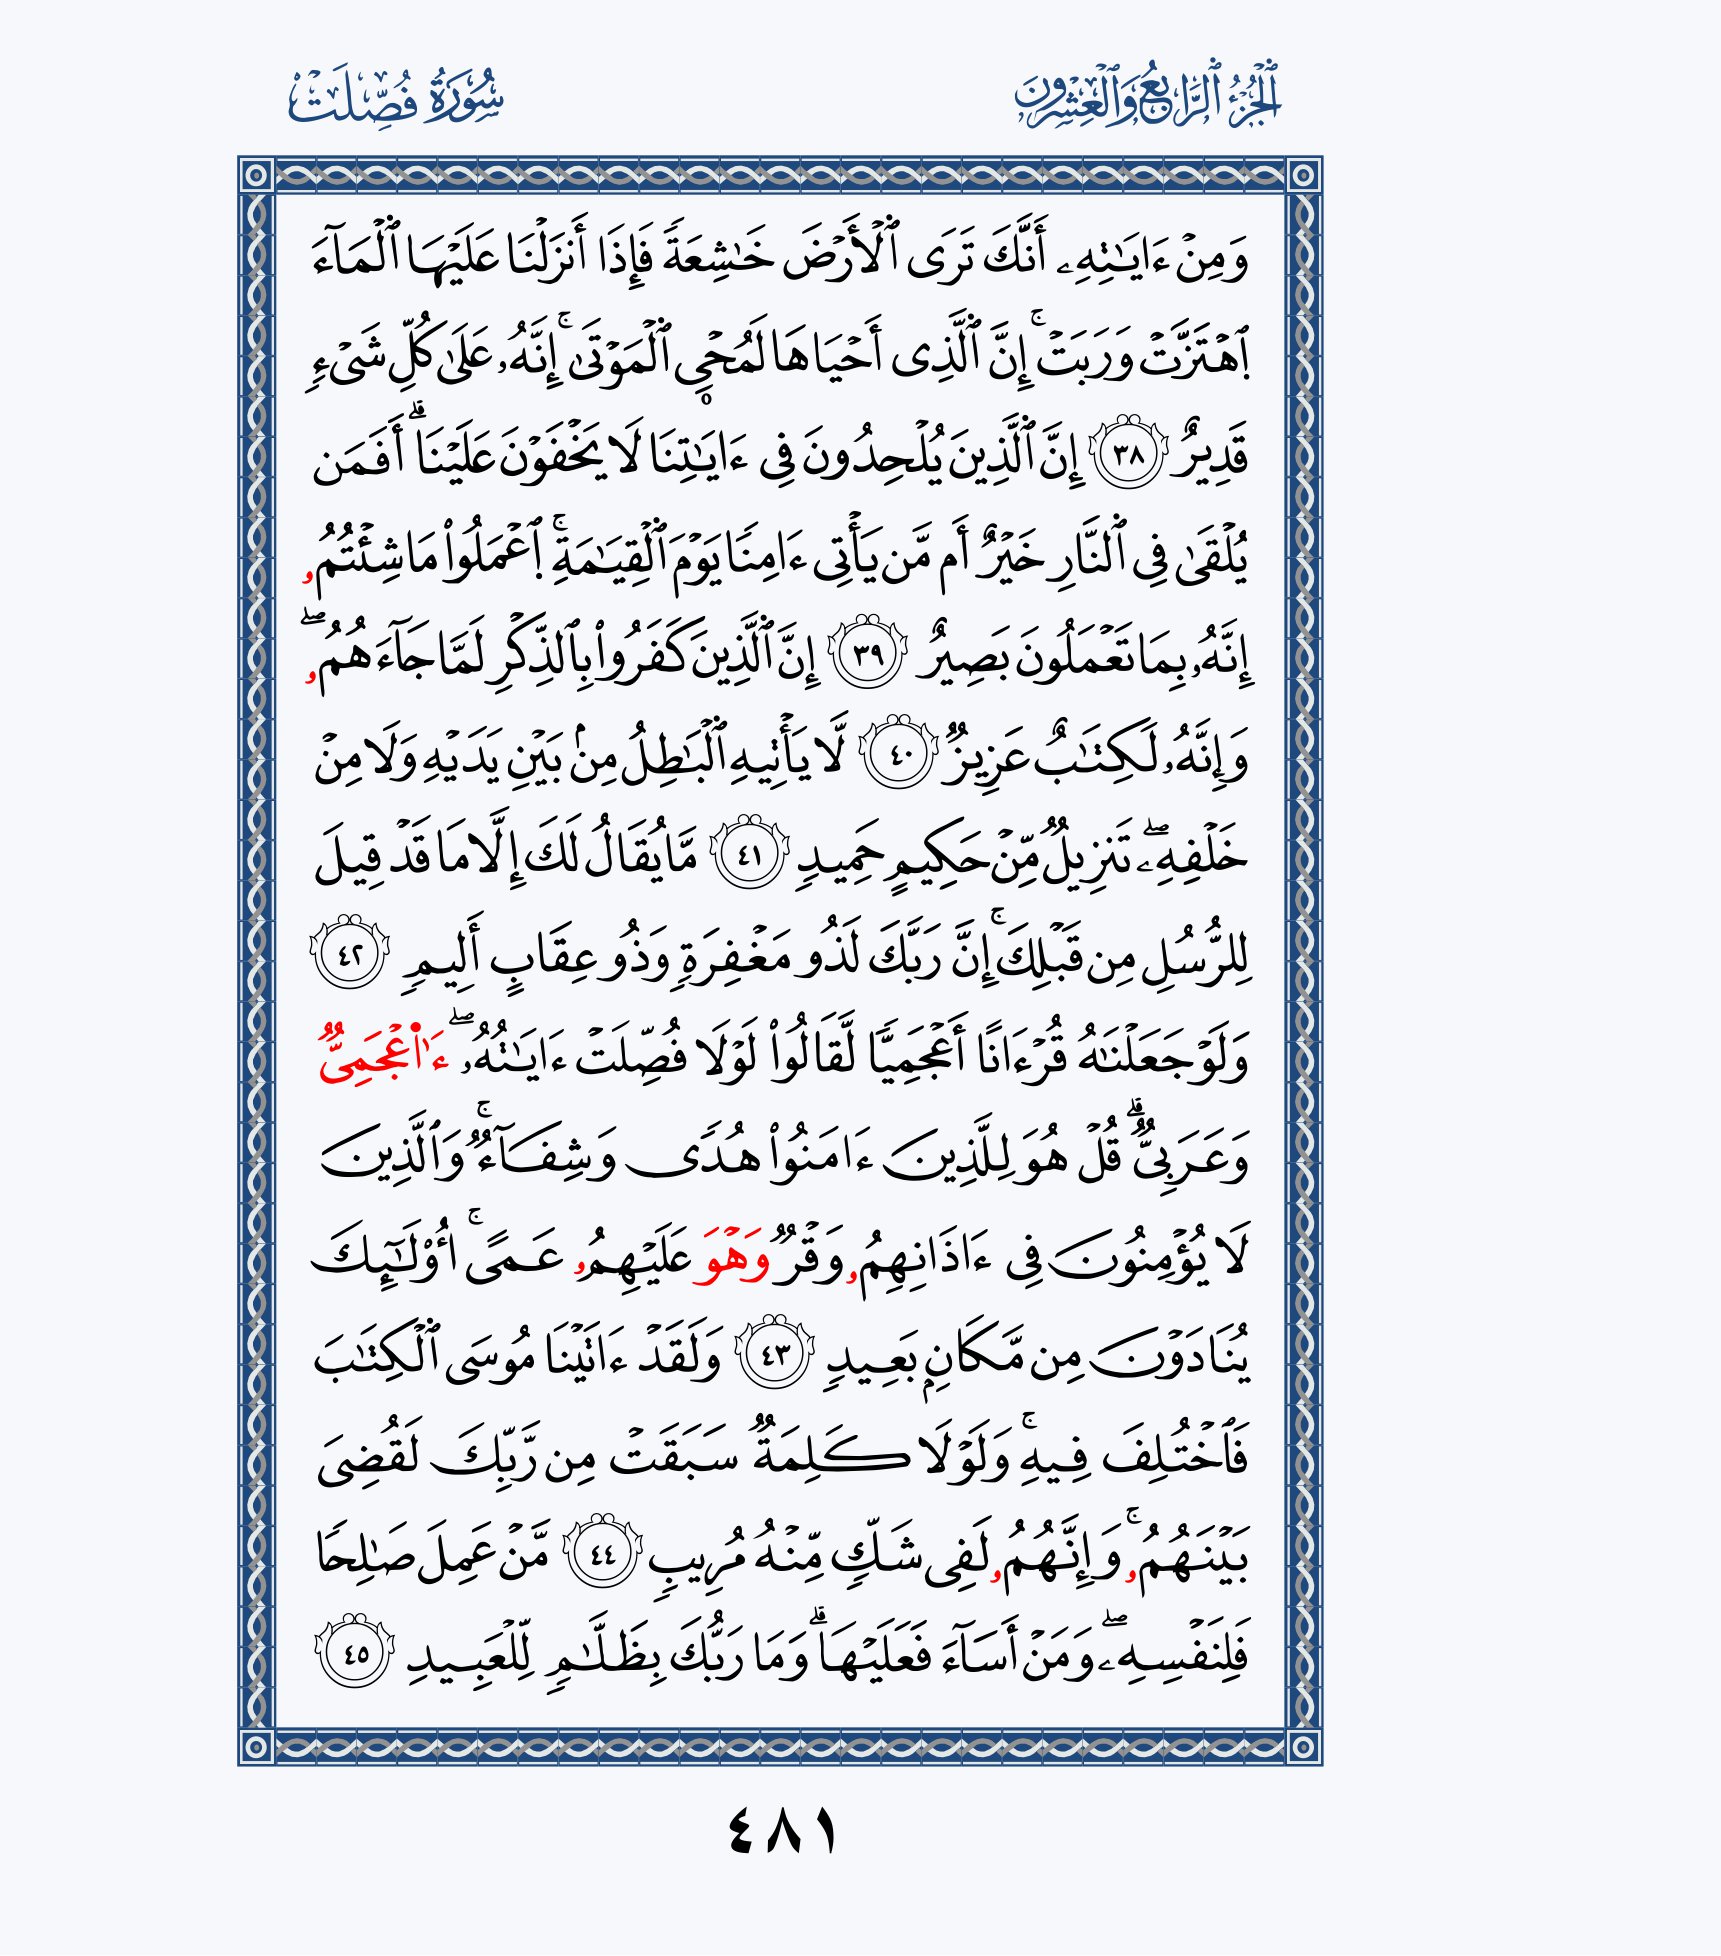 الجُزْءُ الرَّابِعُ وَالْعِشْرُونَ
سُورَةُ فُصِّلَتْ
وَمِنْ ءَايَـٰتِهِۦٓ أَنَّكَ تَرَى ٱلْأَرْضَ خَـٰشِعَةً فَإِذَا أَنزَلْنَا عَلَيْهَا ٱلْمَآءَ
ٱهْتَزَّتْ وَرَبَتْ ۚ إِنَّ ٱلَّذِى أَحْيَاهَا لَمُحْىِ ٱلْمَوْتَىٰ ۚ إِنَّهُۥ عَلَىٰ كُلِّ شَىْءٍ
قَدِيرٌ ٣٨ إِنَّ ٱلَّذِينَ يُلْحِدُونَ فِى ءَايَـٰتِنَا لَا يَخْفَوْنَ عَلَيْنَا ۗ أَفَمَن
يُلْقَىٰ فِى ٱلنَّارِ خَيْرٌ أَم مَّن يَأْتِى ءَامِنًا يَوْمَ ٱلْقِيَـٰمَةِ ۚ ٱعْمَلُوا۟ مَا شِئْتُمُۥ
إِنَّهُۥ بِمَا تَعْمَلُونَ بَصِيرٌ ٣٩ إِنَّ ٱلَّذِينَ كَفَرُوا۟ بِٱلذِّكْرِ لَمَّا جَآءَهُمُۥ ۖ
وَإِنَّهُۥ لَكِتَـٰبٌ عَزِيزٌ ٤٠ لَّا يَأْتِيهِ ٱلْبَـٰطِلُ مِنۢ بَيْنِ يَدَيْهِ وَلَا مِنْ
خَلْفِهِۦ ۖ تَنزِيلٌ مِّنْ حَكِيمٍ حَمِيدٍ ٤١ مَّا يُقَالُ لَكَ إِلَّا مَا قَدْ قِيلَ
لِلرُّسُلِ مِن قَبْلِكَ ۚ إِنَّ رَبَّكَ لَذُو مَغْفِرَةٍ وَذُو عِقَابٍ أَلِيمٍ ٤٢
وَلَوْ جَعَلْنَـٰهُ قُرْءَانًا أَعْجَمِيًّا لَّقَالُوا۟ لَوْلَا فُصِّلَتْ ءَايَـٰتُهُۥ ۖ ءَا۬عْجَمِىٌّ
وَعَرَبِىٌّ ۗ قُلْ هُوَ لِلَّذِينَ ءَامَنُوا۟ هُدًى وَشِفَآءٌ ۚ وَٱلَّذِينَ
لَا يُؤْمِنُونَ فِى ءَاذَانِهِمُۥ وَقْرٌ وَهْوَ عَلَيْهِمُۥ عَمًى ۚ أُو۟لَـٰٓئِكَ
يُنَادَوْنَ مِن مَّكَانٍۭ بَعِيدٍ ٤٣ وَلَقَدْ ءَاتَيْنَا مُوسَى ٱلْكِتَـٰبَ
فَٱخْتُلِفَ فِيهِ ۚ وَلَوْلَا كَلِمَةٌ سَبَقَتْ مِن رَّبِّكَ لَقُضِىَ
بَيْنَهُمُۥ ۚ وَإِنَّهُمُۥ لَفِى شَكٍّ مِّنْهُ مُرِيبٍ ٤٤ مَّنْ عَمِلَ صَـٰلِحًا
فَلِنَفْسِهِۦ ۖ وَمَنْ أَسَآءَ فَعَلَيْهَا ۗ وَمَا رَبُّكَ بِظَلَّـٰمٍ لِّلْعَبِيدِ ٤٥
٤٨١